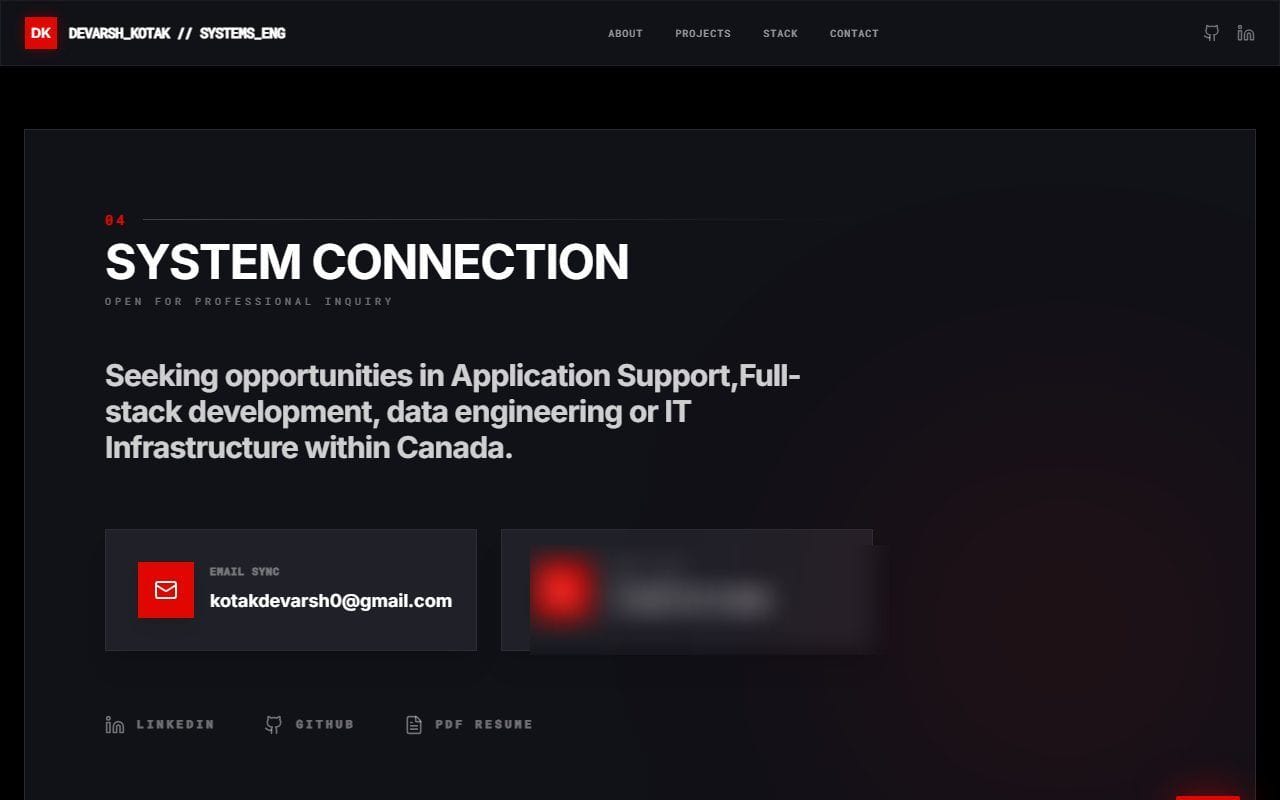 DK DEVARSH_KOTAK // SYSTEMS_ENG ABOUT PROJECTS STACK CONTACT
04
SYSTEM CONNECTION
OPEN FOR PROFESSIONAL INQUIRY
Seeking opportunities in Application Support,Full-
stack development, data engineering or IT
Infrastructure within Canada.
EMAIL SYNC
kotakdevarsh0@gmail.com
LINKEDIN GITHUB PDF RESUME